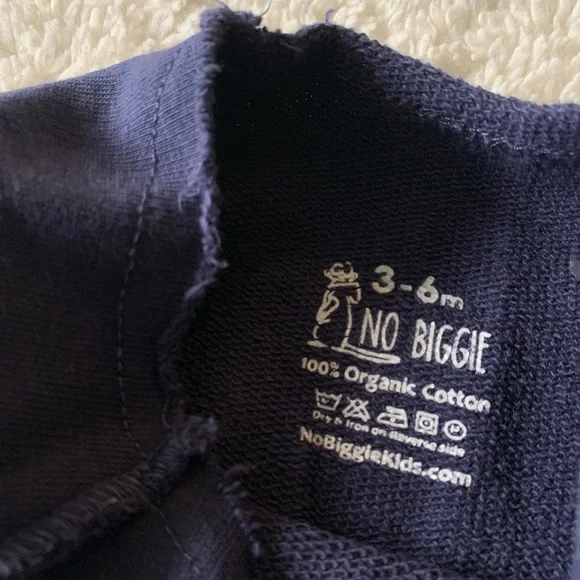 3-6m
NO BIGGIE
100% Organic Cotton
Dry & Iron on Reverse side
NoBiggieKids.com